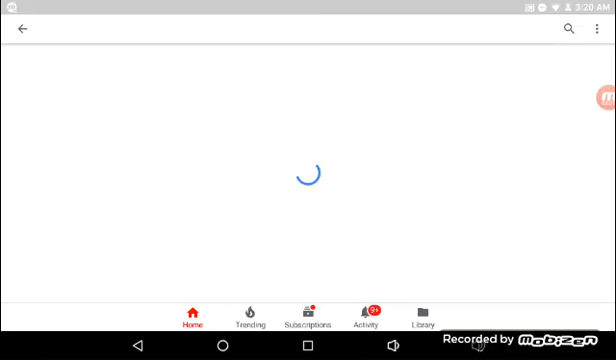 3:20 AM
Home
Trending
Subscriptions
9+
Activity
Library
Recorded by mobizen